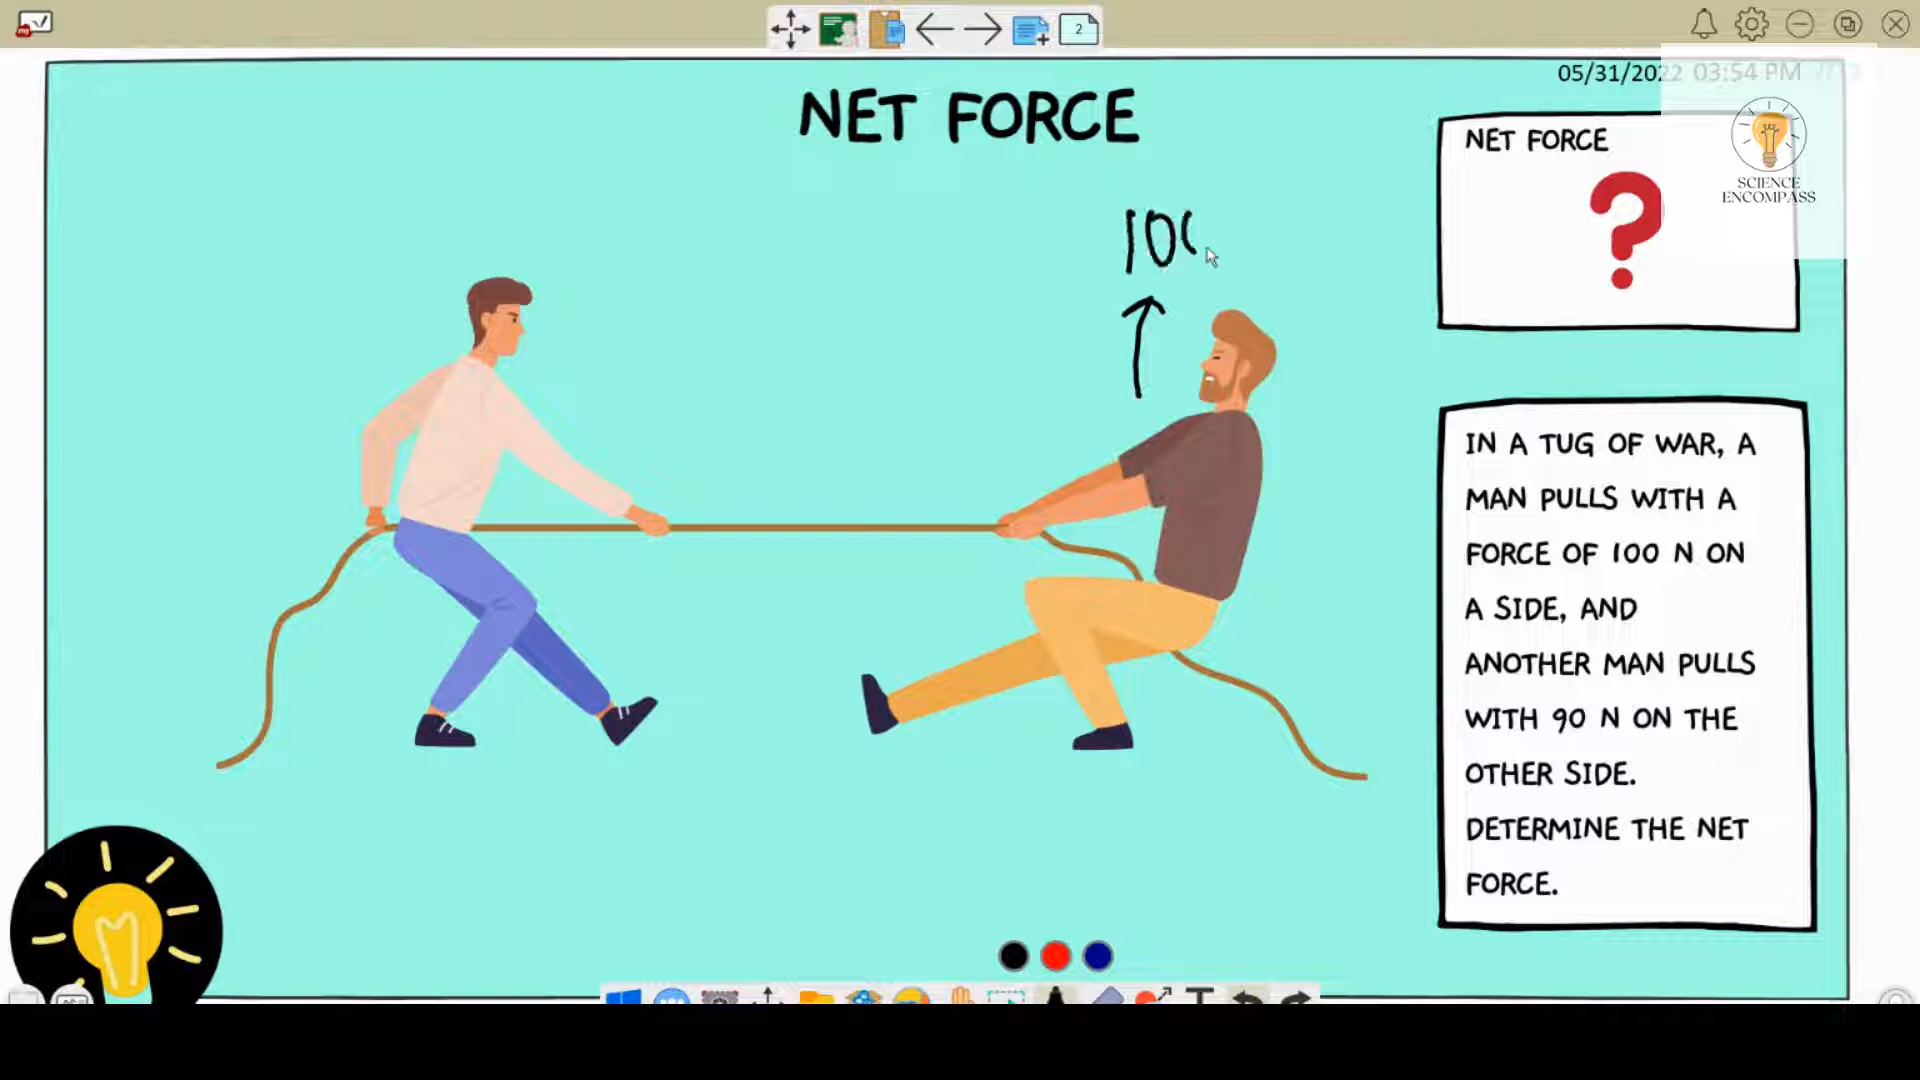 my
2
05/31/2022 03:54 PM
NET FORCE
NET FORCE
?
SCIENCE
ENCOMPASS
100
IN A TUG OF WAR, A
MAN PULLS WITH A
FORCE OF 100 N ON
A SIDE, AND
ANOTHER MAN PULLS
WITH 90 N ON THE
OTHER SIDE.
DETERMINE THE NET
FORCE.